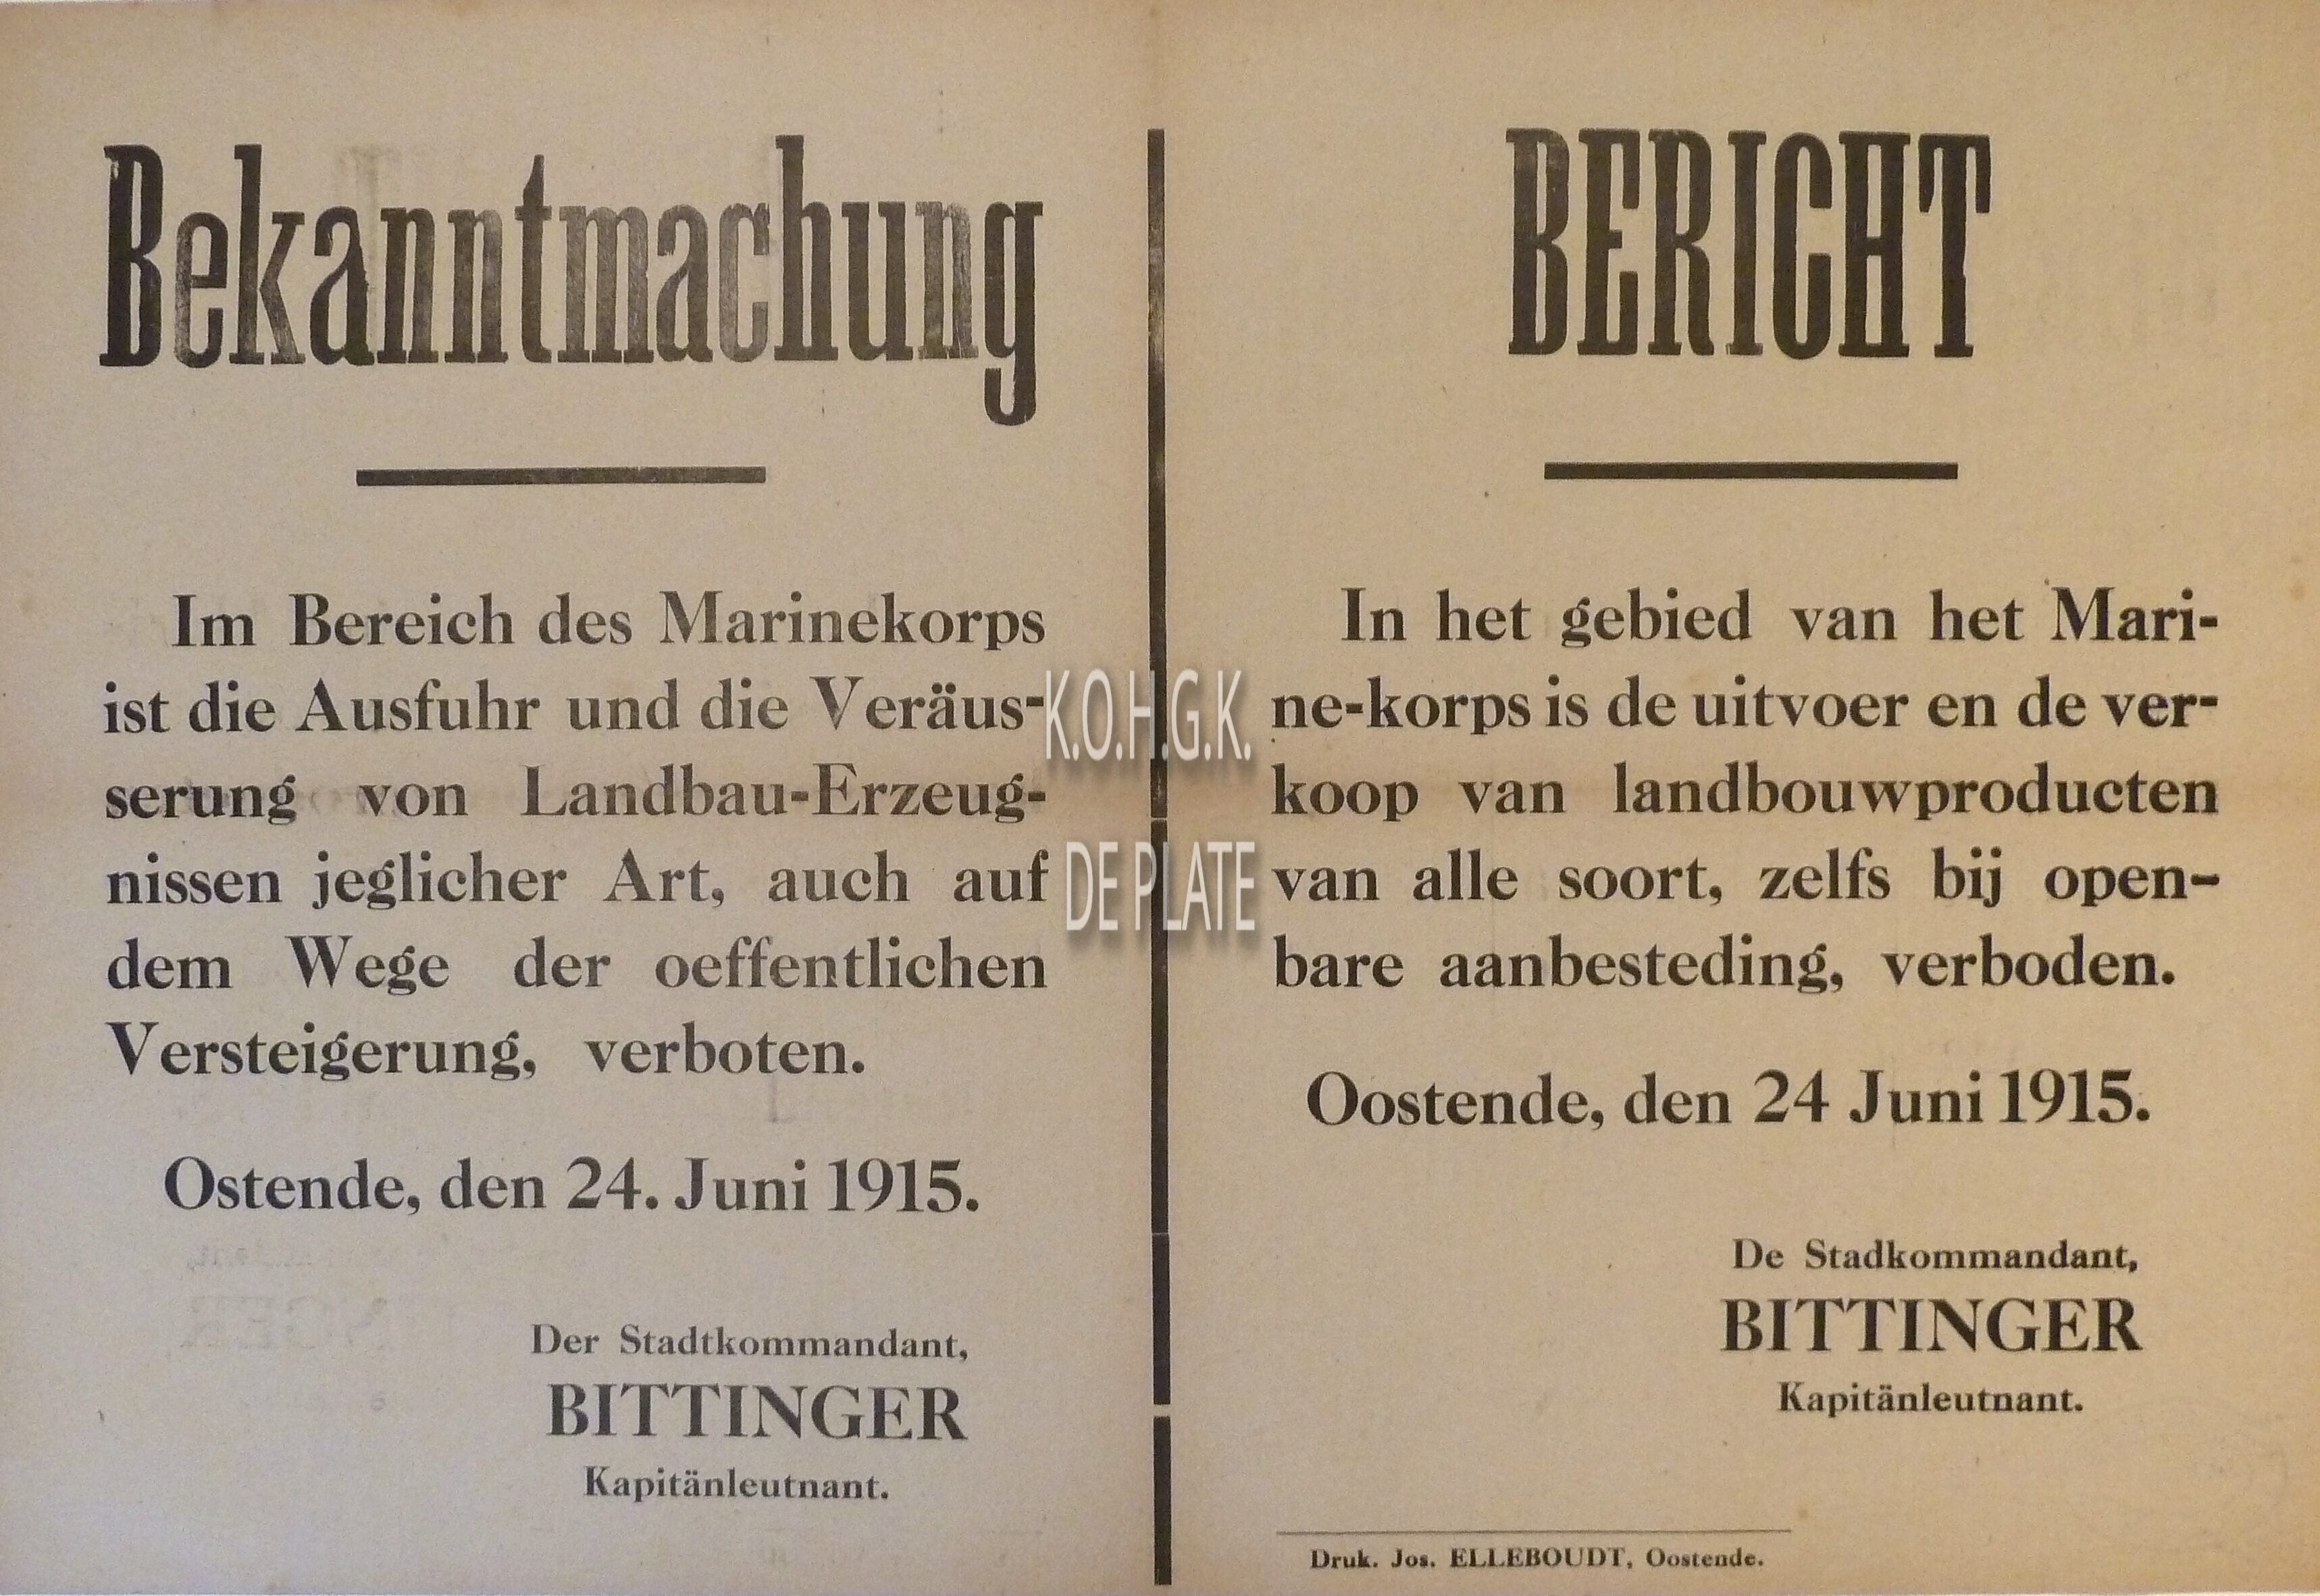 Bekanntmachung
Im Bereich des Marinekorps
ist die Ausfuhr und die Veräus-
serung von Landbau-Erzeug-
nissen jeglicher Art, auch auf
dem Wege der oeffentlichen
Versteigerung, verboten.
Ostende, den 24. Juni 1915.
Der Stadtkommandant,
BITTINGER
Kapitänleutnant.
BERICHT
In het gebied van het Mari-
ne-korps is de uitvoer en de ver-
koop van landbouwproducten
van alle soort, zelfs bij open-
bare aanbesteding, verboden.
Oostende, den 24 Juni 1915.
De Stadkommandant,
BITTINGER
Kapitänleutnant.
Druk. Jos. ELLEBOUDT, Oostende.
K.O.H.G.K.
DE PLATE